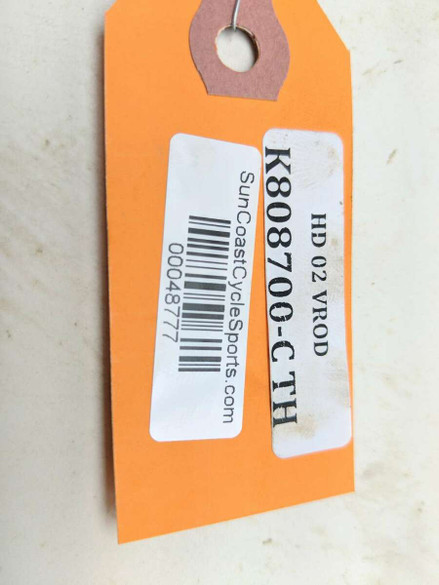 HD 02 VROD
K808700-C TH
SunCoastCycleSports.com
00048777